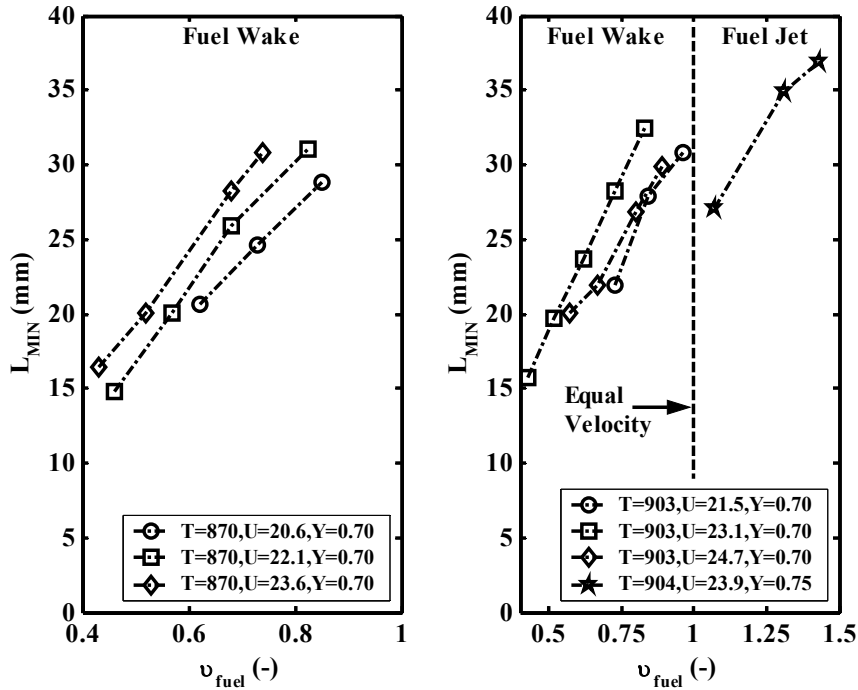 Fuel Wake
40
35
30
25
20
15
10
5
0
L_MIN (mm)
T=870,U=20.6,Y=0.70
T=870,U=22.1,Y=0.70
T=870,U=23.6,Y=0.70
0.4 0.6 0.8 1
υ_fuel (-)
Fuel Wake Fuel Jet
40
35
30
25
20
15
10
5
0
L_MIN (mm)
Equal
Velocity
T=903,U=21.5,Y=0.70
T=903,U=23.1,Y=0.70
T=903,U=24.7,Y=0.70
T=904,U=23.9,Y=0.75
0.5 0.75 1 1.25 1.5
υ_fuel (-)